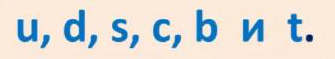 u, d, s, c, b и t.